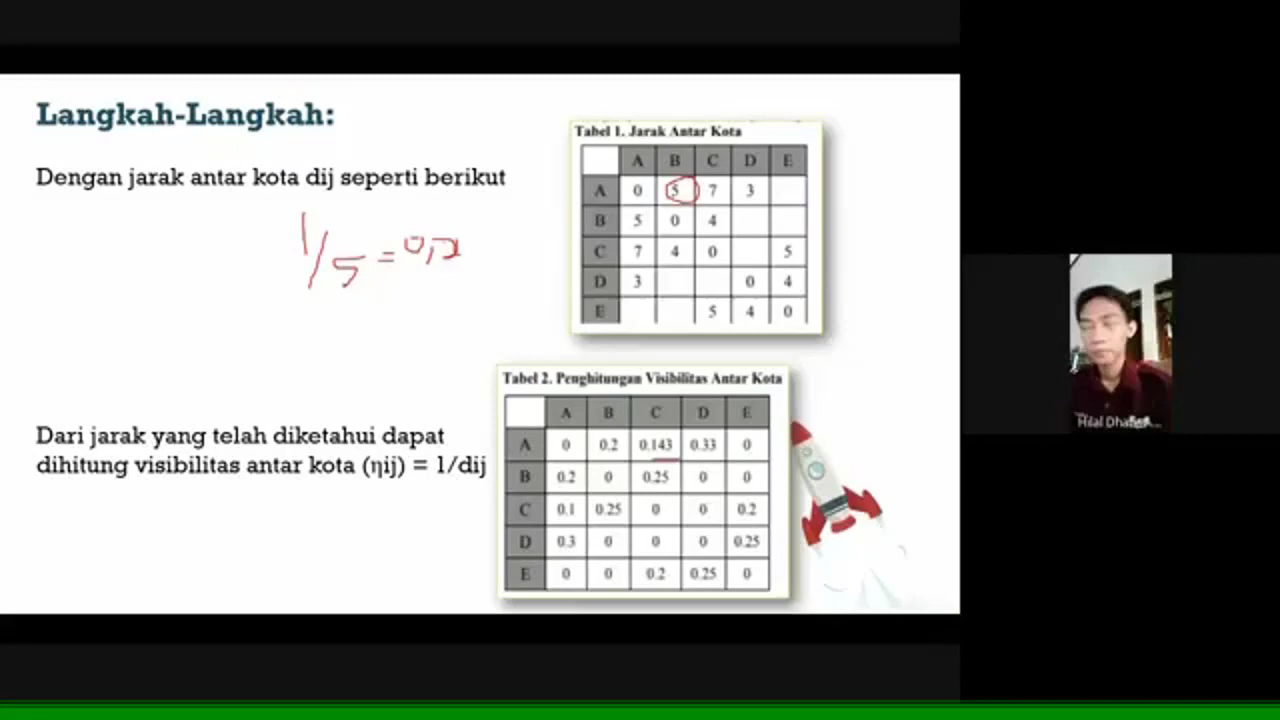 Langkah-Langkah:
Dengan jarak antar kota dij seperti berikut
1/5 = 0,2
Tabel 1. Jarak Antar Kota
A B C D E
A 0 5 7 3
B 5 0 4
C 7 4 0 5
D 3 0 4
E 5 4 0
Dari jarak yang telah diketahui dapat
dihitung visibilitas antar kota (ηij) = 1/dij
Tabel 2. Penghitungan Visibilitas Antar Kota
A B C D E
A 0 0.2 0.143 0.33 0
B 0.2 0 0.25 0 0
C 0.1 0.25 0 0 0.2
D 0.3 0 0 0 0.25
E 0 0 0.2 0.25 0
Hilal